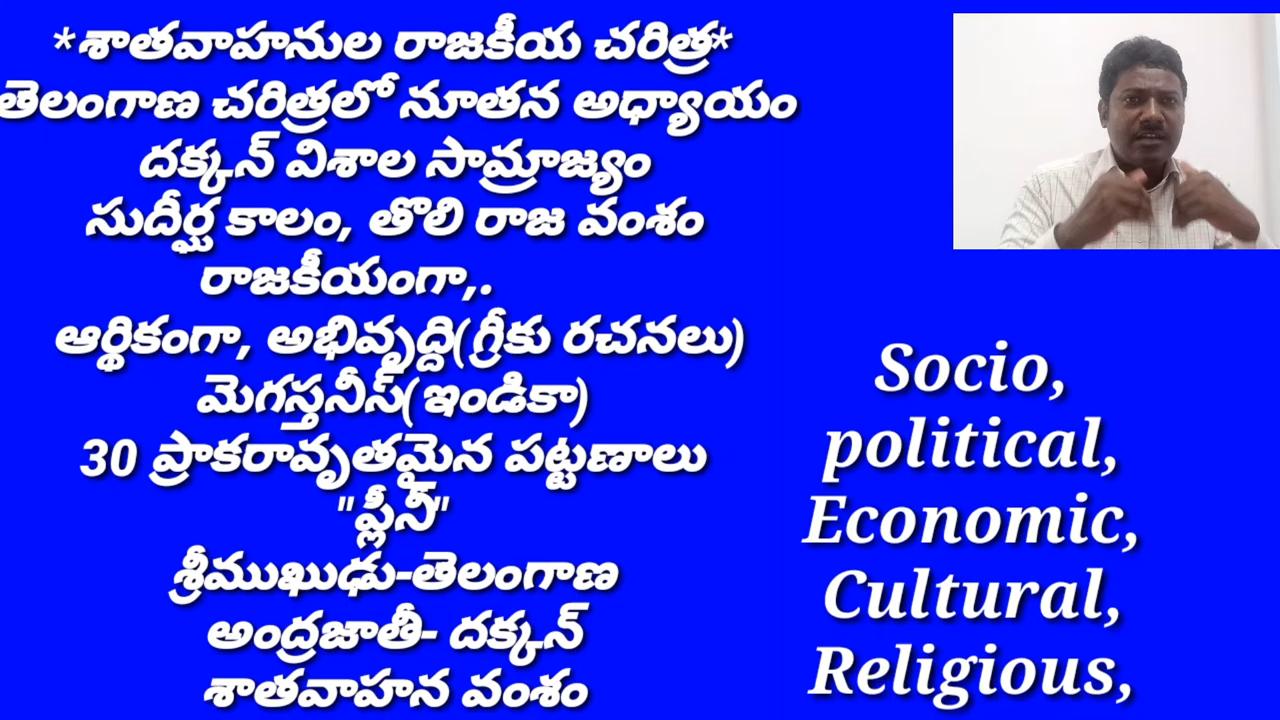 *శాతవాహనుల రాజకీయ చరిత్ర*
తెలంగాణ చరిత్రలో నూతన అధ్యాయం
దక్కన్ విశాల సామ్రాజ్యం
సుదీర్ఘ కాలం, తొలి రాజ వంశం
రాజకీయంగా,.
ఆర్థికంగా, అభివృద్ది(గ్రీకు రచనలు)
మెగస్తనీస్(ఇండికా)
30 ప్రాకరావృతమైన పట్టణాలు
"ప్లీనీ"
శ్రీముఖుఢు-తెలంగాణ
అంద్రజాతీ- దక్కన్
శాతవాహన వంశం
Socio,
political,
Economic,
Cultural,
Religious,